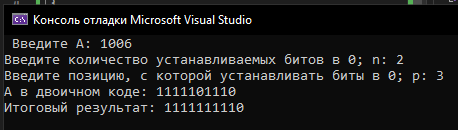 Консоль отладки Microsoft Visual Studio
Введите A: 1006
Введите количество устанавливаемых битов в 0; n: 2
Введите позицию, с которой устанавливать биты в 0; p: 3
A в двоичном коде: 1111101110
Итоговый результат: 1111111110